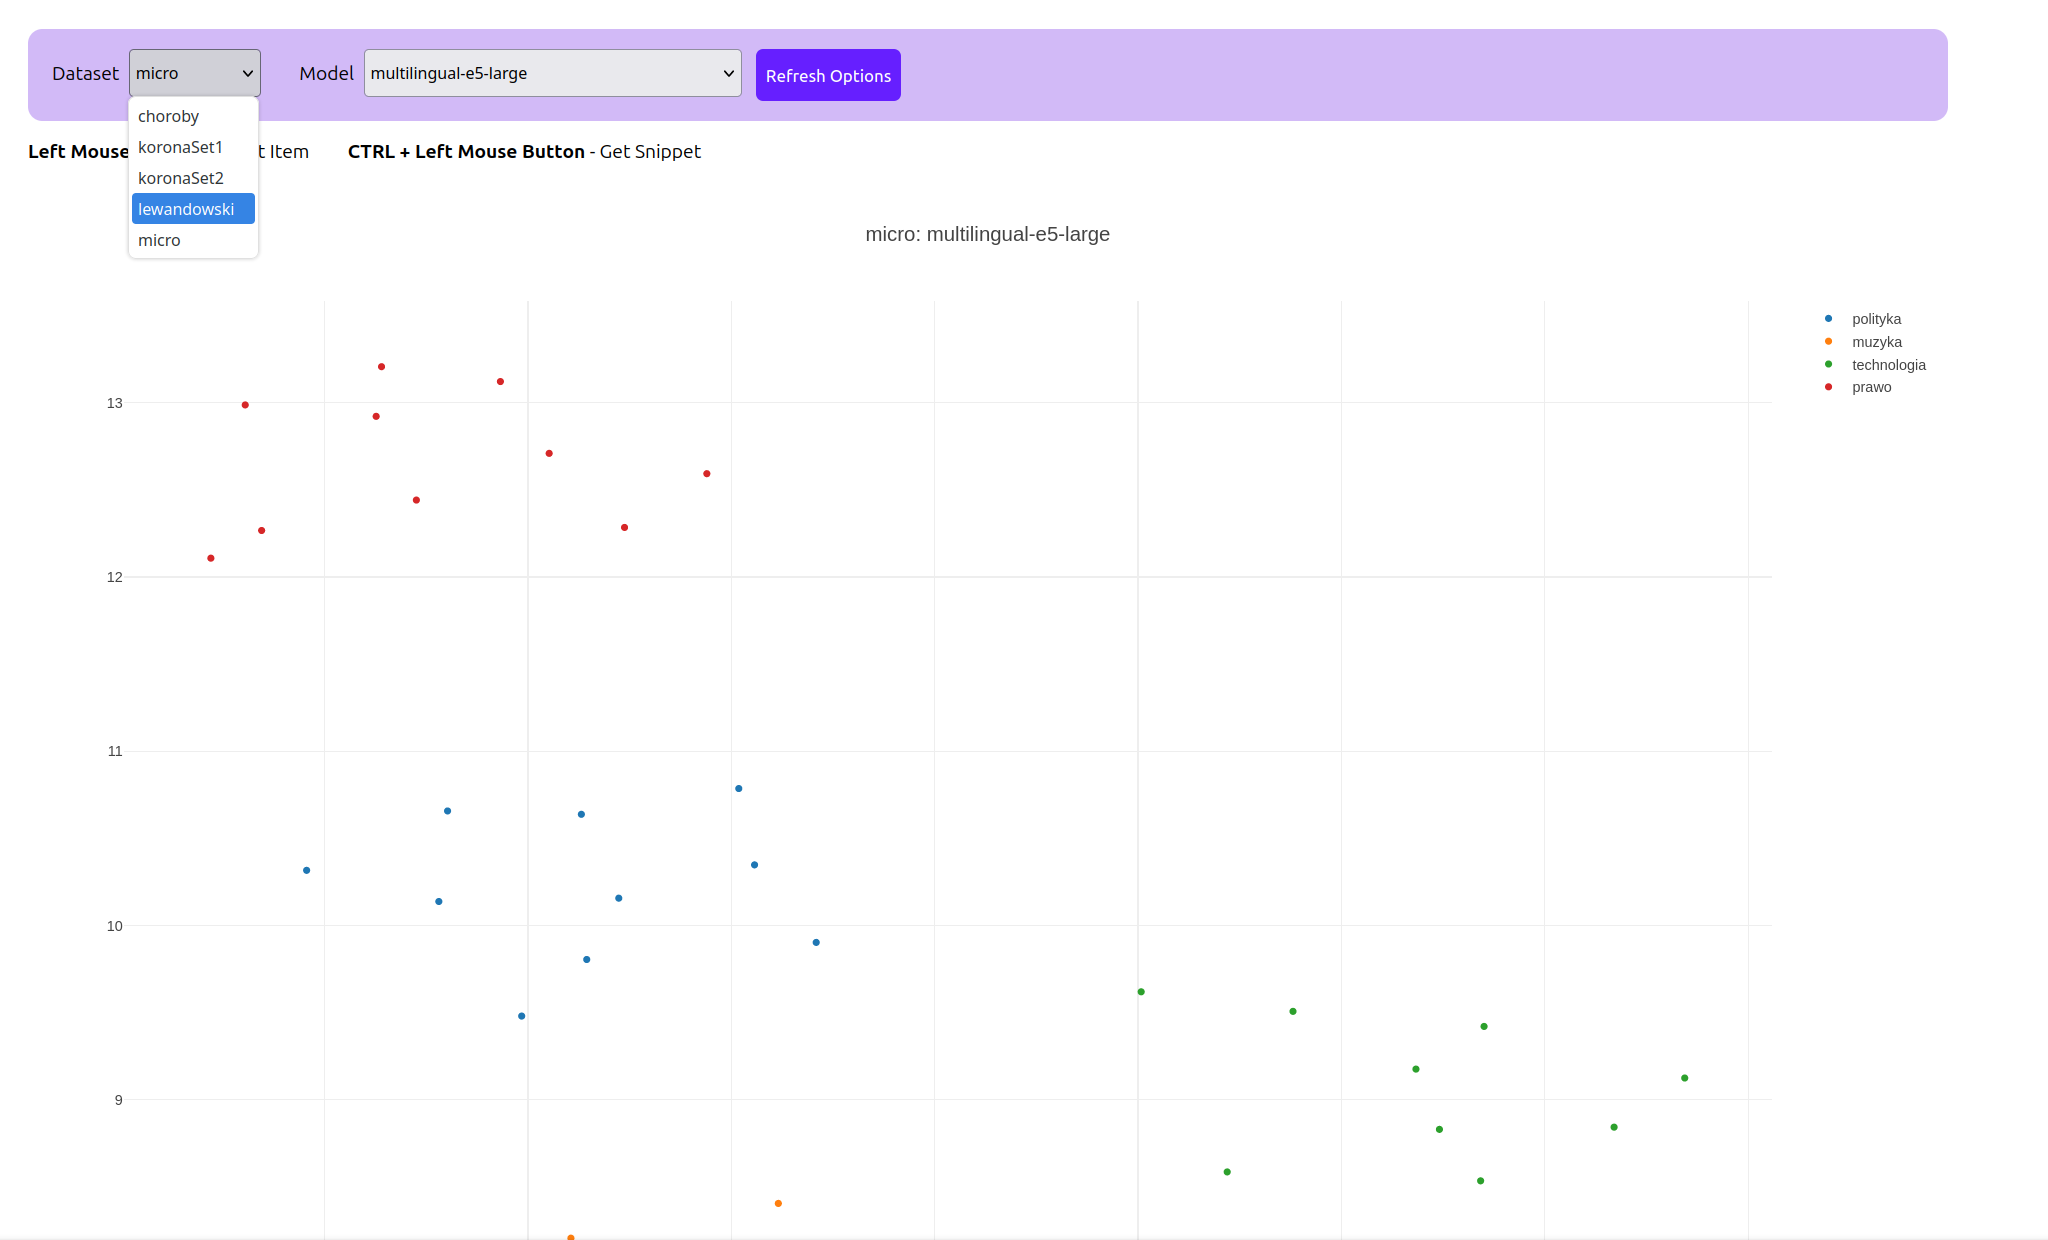 Dataset micro Model multilingual-e5-large Refresh Options
choroby
koronaSet1
koronaSet2
lewandowski
micro
Left Mouse t Item CTRL + Left Mouse Button - Get Snippet
micro: multilingual-e5-large
polityka
muzyka
technologia
prawo
13
12
11
10
9